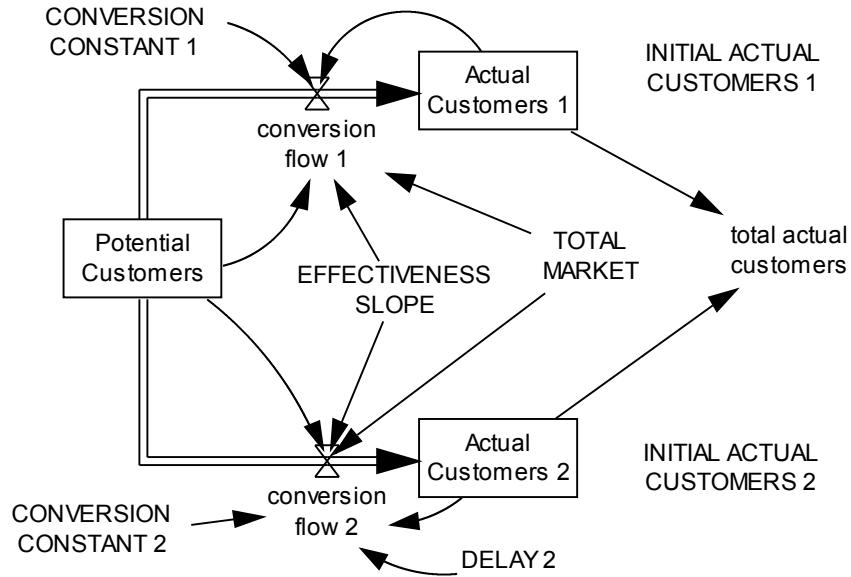 CONVERSION
CONSTANT 1
Actual
Customers 1
INITIAL ACTUAL
CUSTOMERS 1
conversion
flow 1
Potential
Customers
EFFECTIVENESS
SLOPE
TOTAL
MARKET
total actual
customers
Actual
Customers 2
INITIAL ACTUAL
CUSTOMERS 2
conversion
flow 2
CONVERSION
CONSTANT 2
DELAY 2